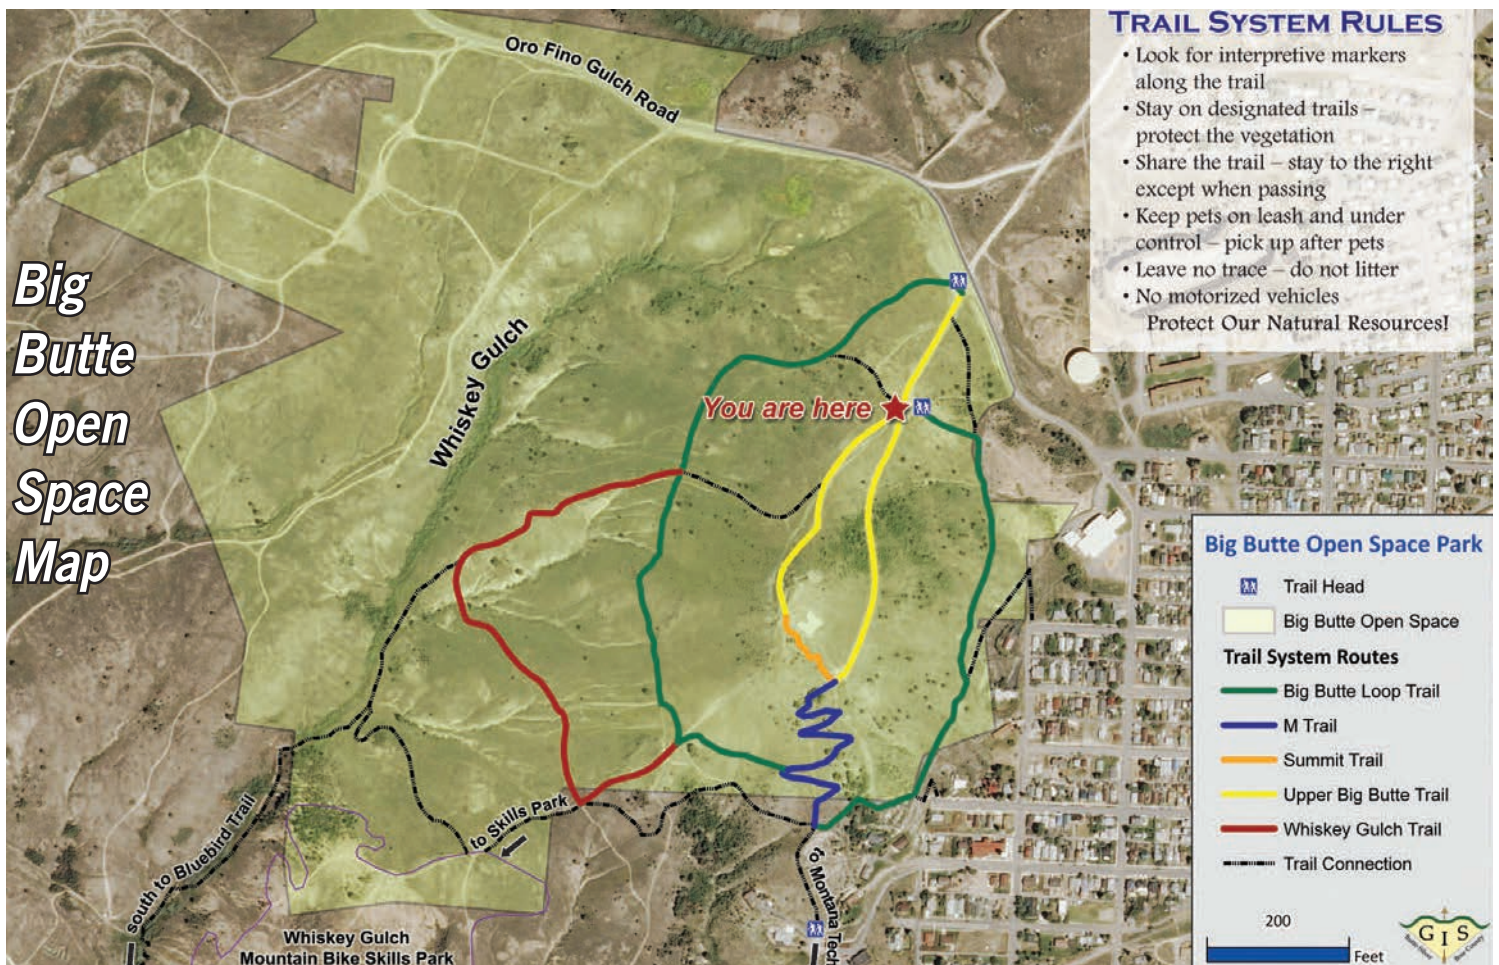 TRAIL SYSTEM RULES
• Look for interpretive markers
along the trail
• Stay on designated trails –
protect the vegetation
• Share the trail – stay to the right
except when passing
• Keep pets on leash and under
control – pick up after pets
• Leave no trace – do not litter
• No motorized vehicles
Protect Our Natural Resources!
Oro Fino Gulch Road
Big
Butte
Open
Space
Map
Whiskey Gulch
You are here
to Skills Park
south to Bluebird Trail
to Montana Tech
Whiskey Gulch
Mountain Bike Skills Park
Big Butte Open Space Park
Trail Head
Big Butte Open Space
Trail System Routes
Big Butte Loop Trail
M Trail
Summit Trail
Upper Big Butte Trail
Whiskey Gulch Trail
Trail Connection
200
Feet
GIS